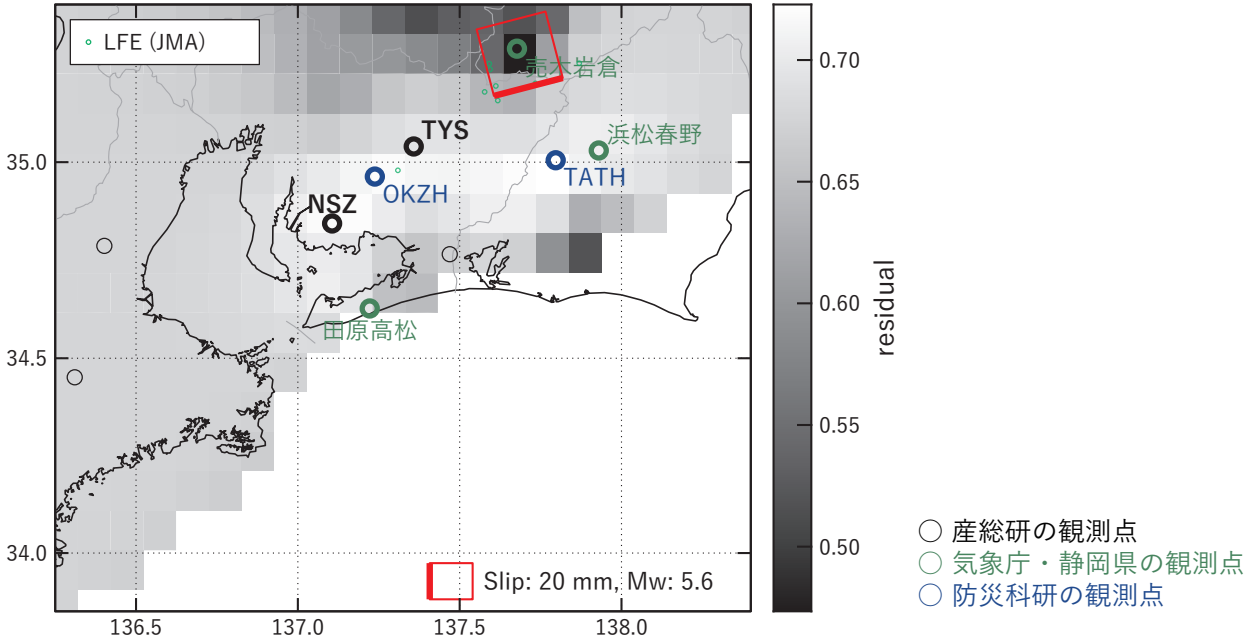 LFE (JMA)
売木岩倉
TYS
浜松春野
35.0
OKZH
TATH
NSZ
田原高松
34.5
34.0
Slip: 20 mm, Mw: 5.6
136.5
137.0
137.5
138.0
0.70
0.65
0.60
0.55
0.50
residual
産総研の観測点
気象庁・静岡県の観測点
防災科研の観測点